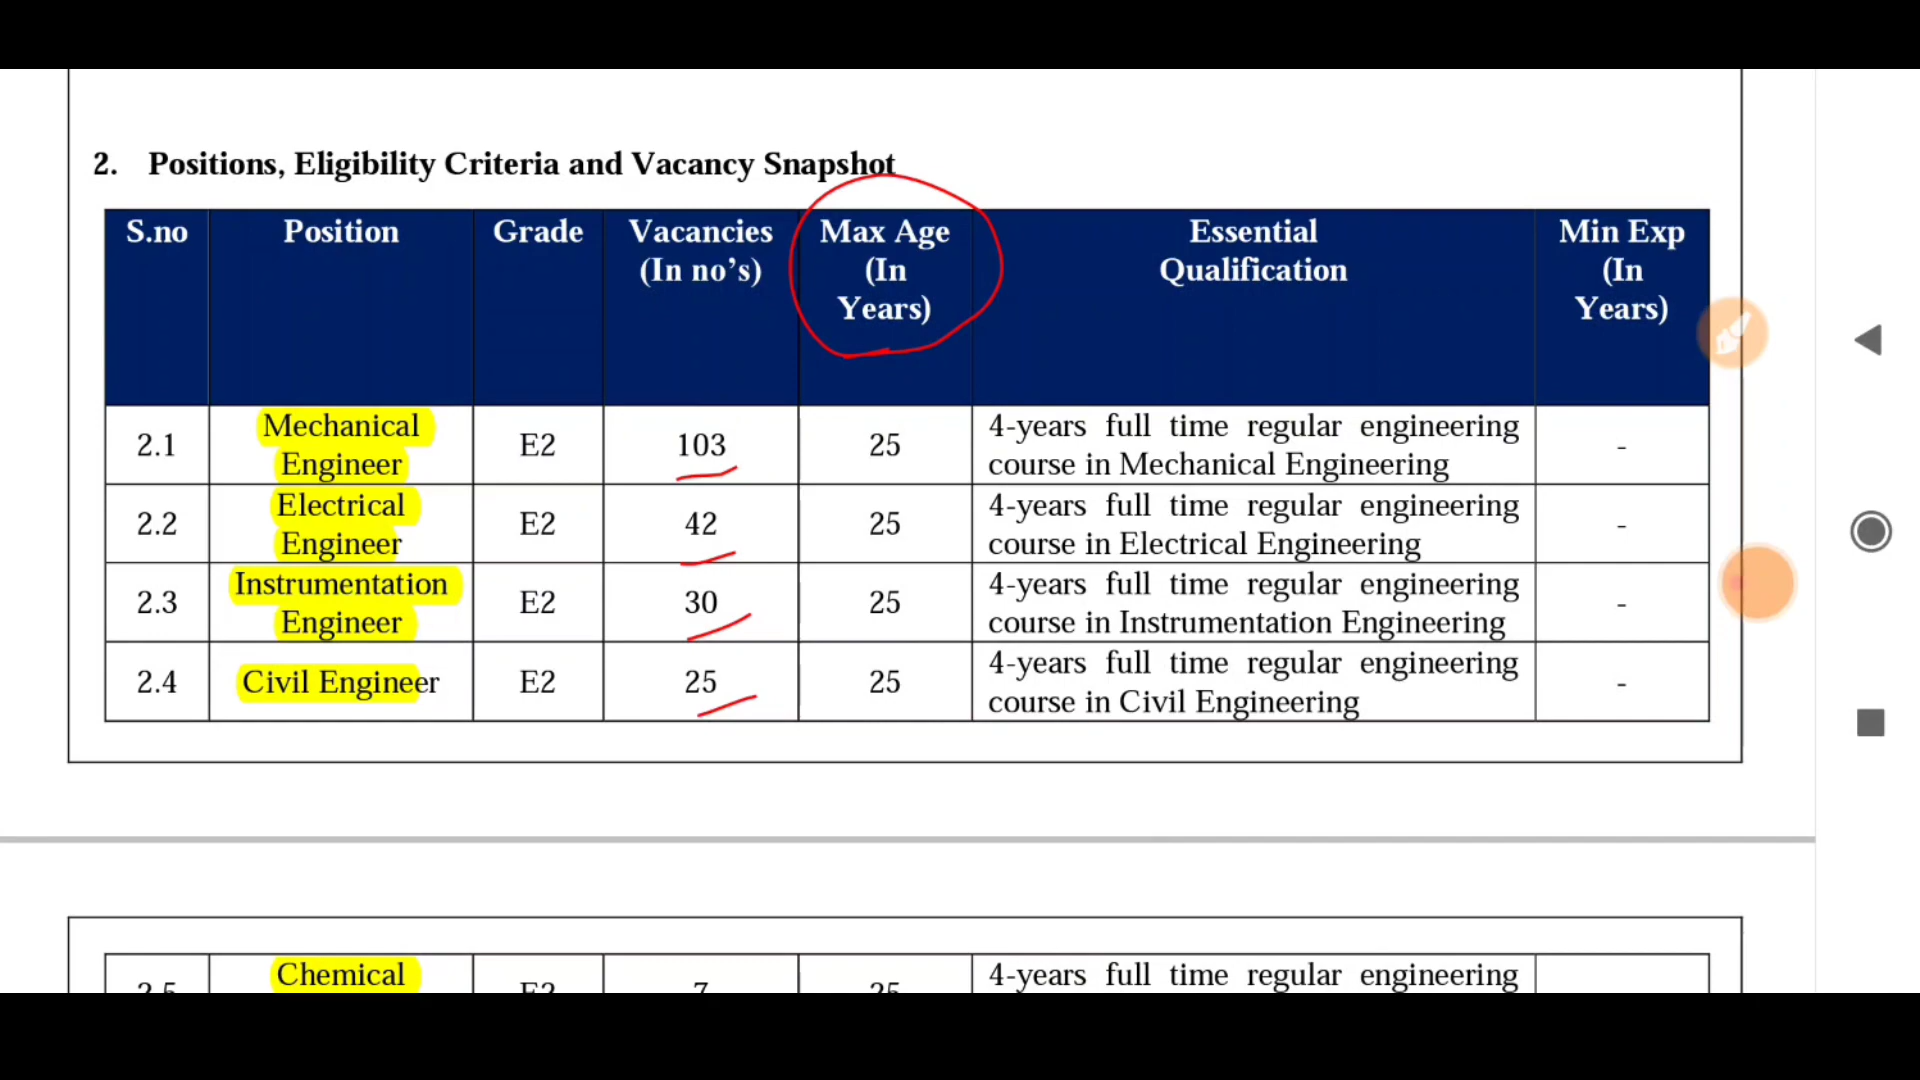 2. Positions, Eligibility Criteria and Vacancy Snapshot
S.no Position Grade Vacancies (In no’s) Max Age (In Years) Essential Qualification Min Exp (In Years)
2.1 Mechanical Engineer E2 103 25 4-years full time regular engineering course in Mechanical Engineering -
2.2 Electrical Engineer E2 42 25 4-years full time regular engineering course in Electrical Engineering -
2.3 Instrumentation Engineer E2 30 25 4-years full time regular engineering course in Instrumentation Engineering -
2.4 Civil Engineer E2 25 25 4-years full time regular engineering course in Civil Engineering -
2.5 Chemical E2 7 25 4-years full time regular engineering